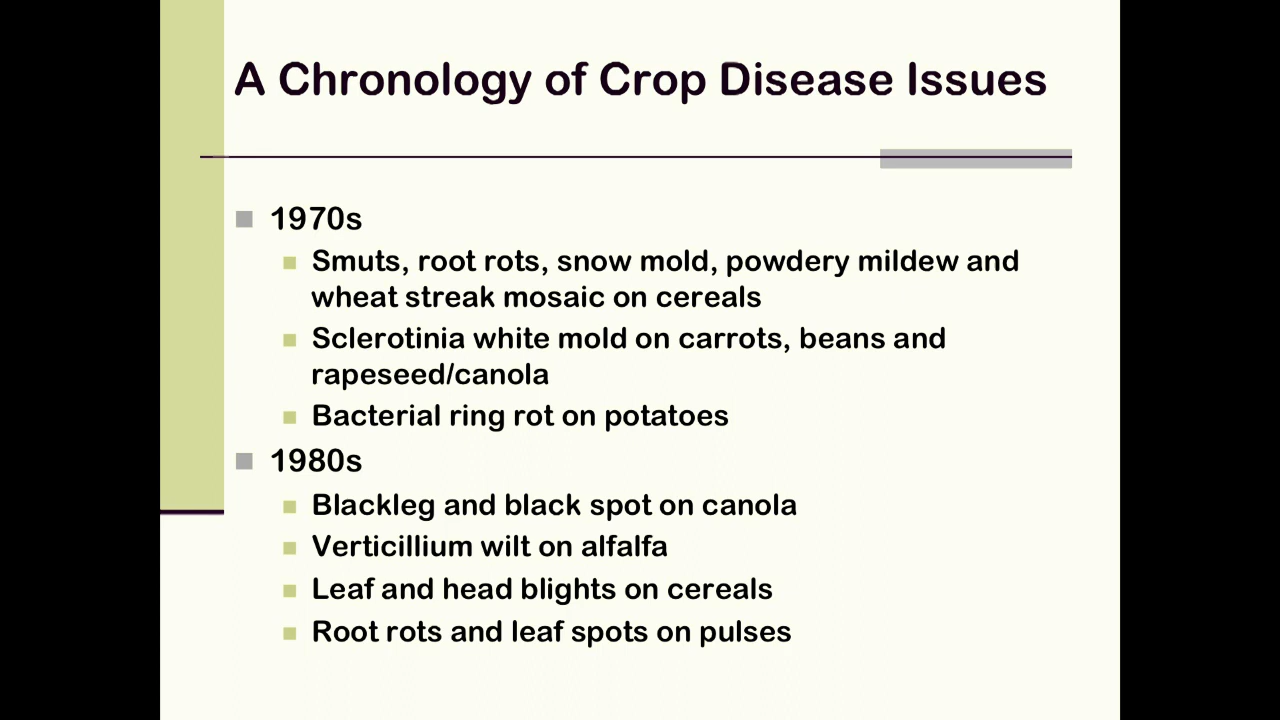 A Chronology of Crop Disease Issues
1970s
Smuts, root rots, snow mold, powdery mildew and
wheat streak mosaic on cereals
Sclerotinia white mold on carrots, beans and
rapeseed/canola
Bacterial ring rot on potatoes
1980s
Blackleg and black spot on canola
Verticillium wilt on alfalfa
Leaf and head blights on cereals
Root rots and leaf spots on pulses